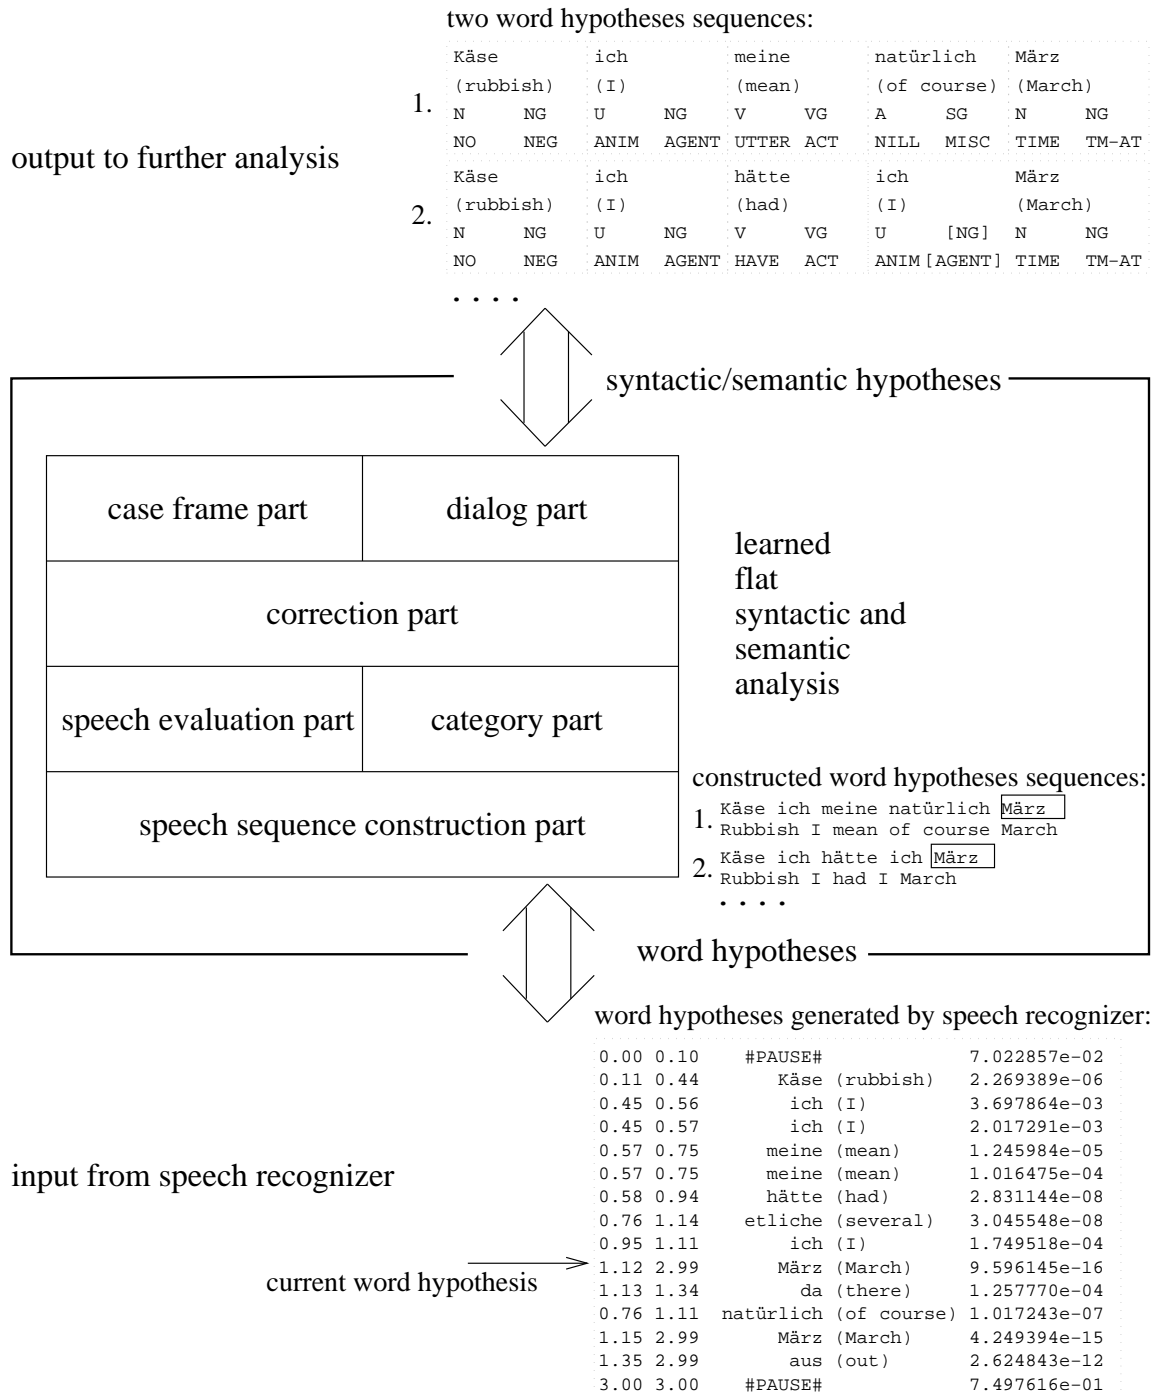 two word hypotheses sequences:
Käse ich meine natürlich März
(rubbish) (I) (mean) (of course) (March)
1.
N NG U NG V VG A SG N NG
NO NEG ANIM AGENT UTTER ACT NILL MISC TIME TM-AT
output to further analysis
Käse ich hätte ich März
(rubbish) (I) (had) (I) (March)
2.
N NG U NG V VG U [NG] N NG
NO NEG ANIM AGENT HAVE ACT ANIM [AGENT] TIME TM-AT
. . . .
syntactic/semantic hypotheses
case frame part dialog part
correction part
speech evaluation part category part
speech sequence construction part
learned
flat
syntactic and
semantic
analysis
constructed word hypotheses sequences:
1. Käse ich meine natürlich März
Rubbish I mean of course March
2. Käse ich hätte ich März
Rubbish I had I March
. . . .
word hypotheses
word hypotheses generated by speech recognizer:
0.00 0.10 #PAUSE# 7.022857e-02
0.11 0.44 Käse (rubbish) 2.269389e-06
0.45 0.56 ich (I) 3.697864e-03
0.45 0.57 ich (I) 2.017291e-03
0.57 0.75 meine (mean) 1.245984e-05
0.57 0.75 meine (mean) 1.016475e-04
0.58 0.94 hätte (had) 2.831144e-08
0.76 1.14 etliche (several) 3.045548e-08
0.95 1.11 ich (I) 1.749518e-04
1.12 2.99 März (March) 9.596145e-16
1.13 1.34 da (there) 1.257770e-04
0.76 1.11 natürlich (of course) 1.017243e-07
1.15 2.99 März (March) 4.249394e-15
1.35 2.99 aus (out) 2.624843e-12
3.00 3.00 #PAUSE# 7.497616e-01
input from speech recognizer
current word hypothesis